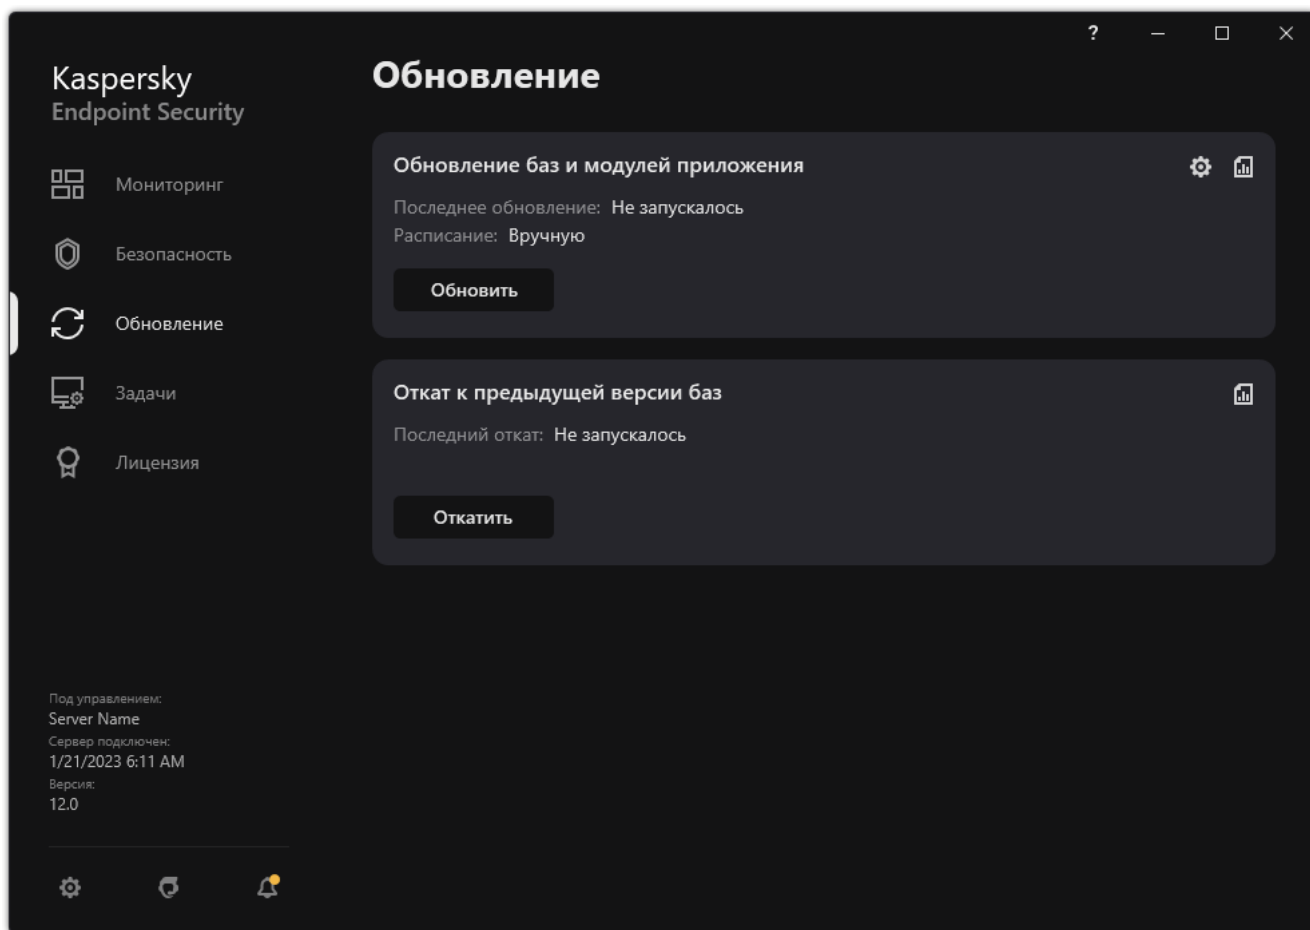 ?
Kaspersky
Endpoint Security
Мониторинг
Безопасность
Обновление
Задачи
Лицензия
Под управлением:
Server Name
Сервер подключен:
1/21/2023 6:11 AM
Версия:
12.0
Обновление
Обновление баз и модулей приложения
Последнее обновление: Не запускалось
Расписание: Вручную
Обновить
Откат к предыдущей версии баз
Последний откат: Не запускалось
Откатить